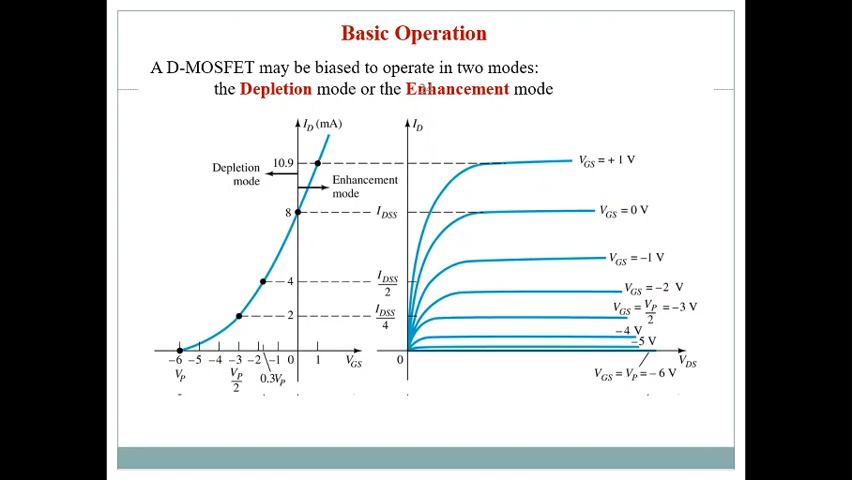 Basic Operation
A D-MOSFET may be biased to operate in two modes:
the Depletion mode or the Enhancement mode
I_D (mA)
I_D
10.9
Depletion
mode
Enhancement
mode
V_GS = + 1 V
8
I_DSS
V_GS = 0 V
V_GS = –1 V
4
I_DSS
2
V_GS = –2 V
2
I_DSS
4
V_GS = V_P
2
= –3 V
–4 V
–5 V
–6 –5 –4 –3 –2 –1 0 1 V_GS
0
V_DS
V_P
V_P
2
0.3V_P
V_GS = V_P = – 6 V